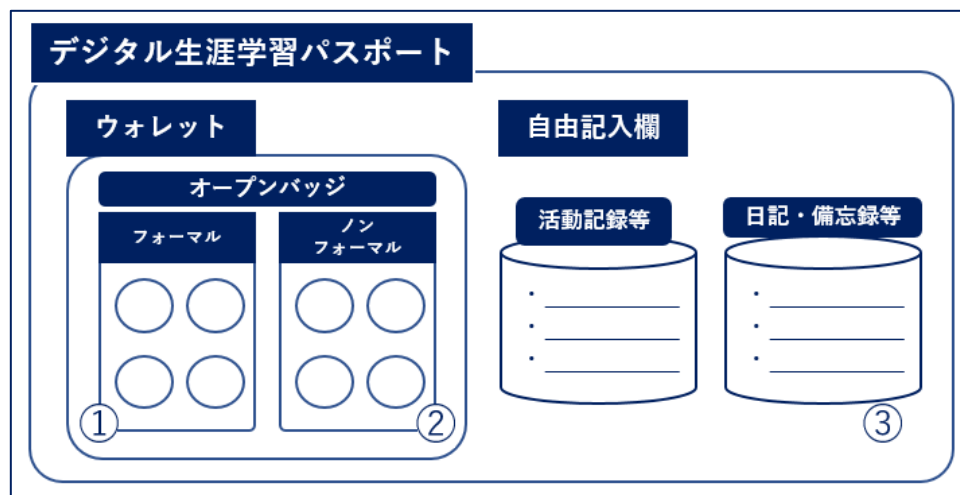 デジタル生涯学習パスポート
ウォレット
オープンバッジ
フォーマル
ノン
フォーマル
①
②
自由記入欄
活動記録等
・
・
・
日記・備忘録等
・
・
・
③